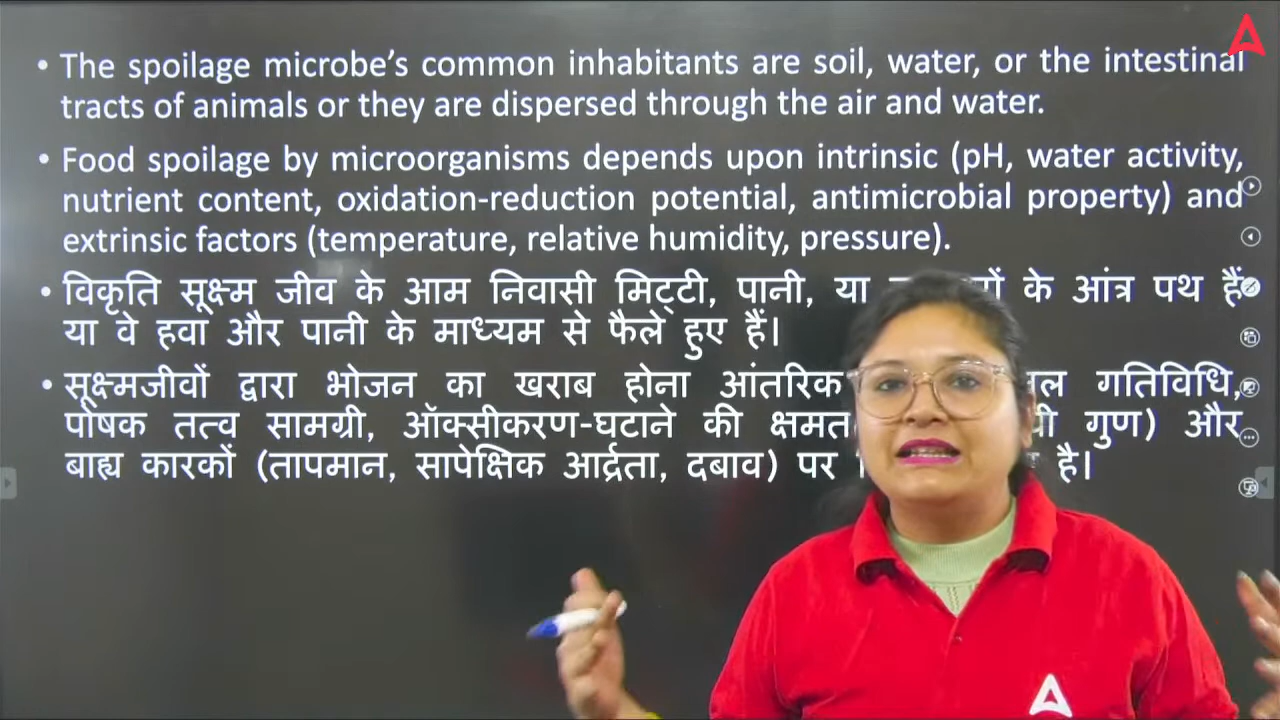 • The spoilage microbe's common inhabitants are soil, water, or the intestinal
tracts of animals or they are dispersed through the air and water.
• Food spoilage by microorganisms depends upon intrinsic (pH, water activity,
nutrient content, oxidation-reduction potential, antimicrobial property) and
extrinsic factors (temperature, relative humidity, pressure).
• विकृति सूक्ष्म जीव के आम निवासी मिट्टी, पानी, या के आंत्र पथ हैं
या वे हवा और पानी के माध्यम से फैले हुए हैं।
• सूक्ष्मजीवों द्वारा भोजन का खराब होना आंतरिक गतिविधि,
पोषक तत्व सामग्री, ऑक्सीकरण-घटाने की गुण) और
बाह्य कारकों (तापमान, सापेक्षिक आर्द्रता, दबाव) पर है।